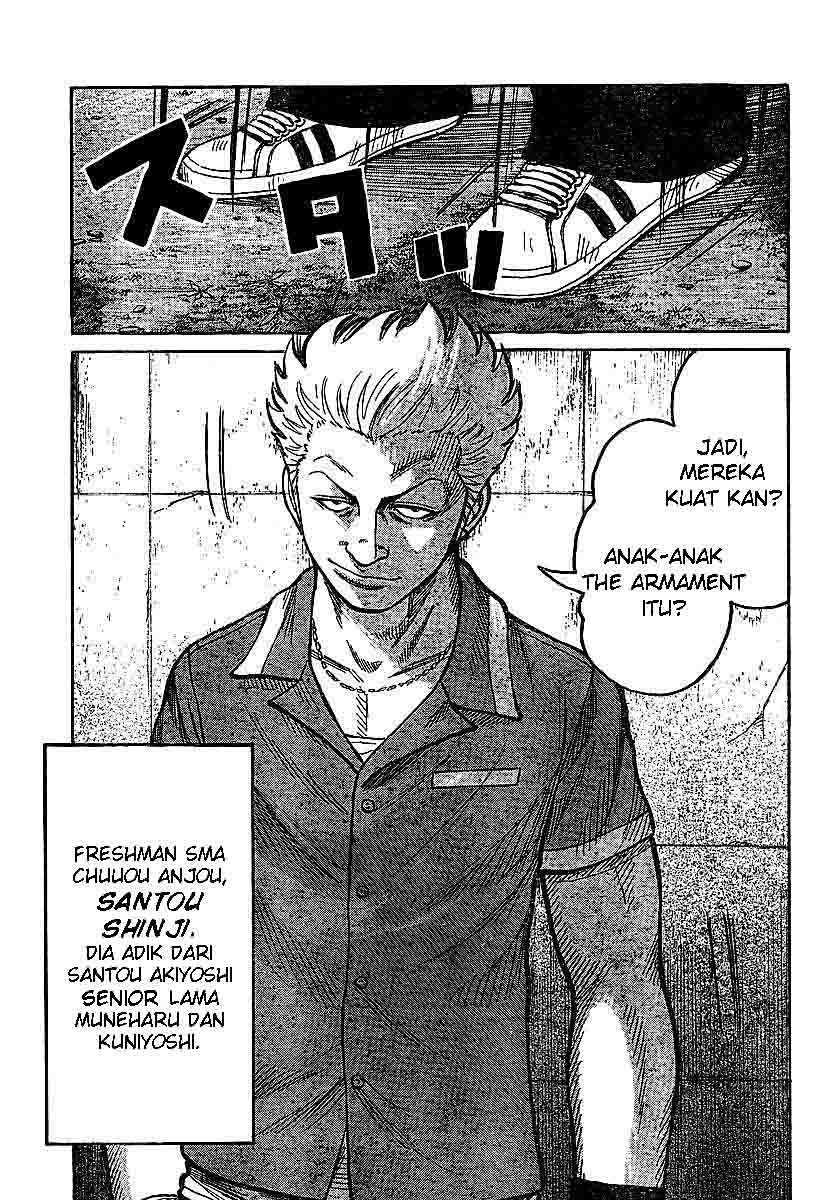 スタッ
JADI,
MEREKA
KUAT KAN?
ANAK-ANAK
THE ARMAMENT
ITU?
FRESHMAN SMA
CHUUOU ANJOU,
SANTOU
SHINJI.
DIA ADIK DARI
SANTOU AKIYOSHI
SENIOR LAMA
MUNEHARU DAN
KUNIYOSHI.